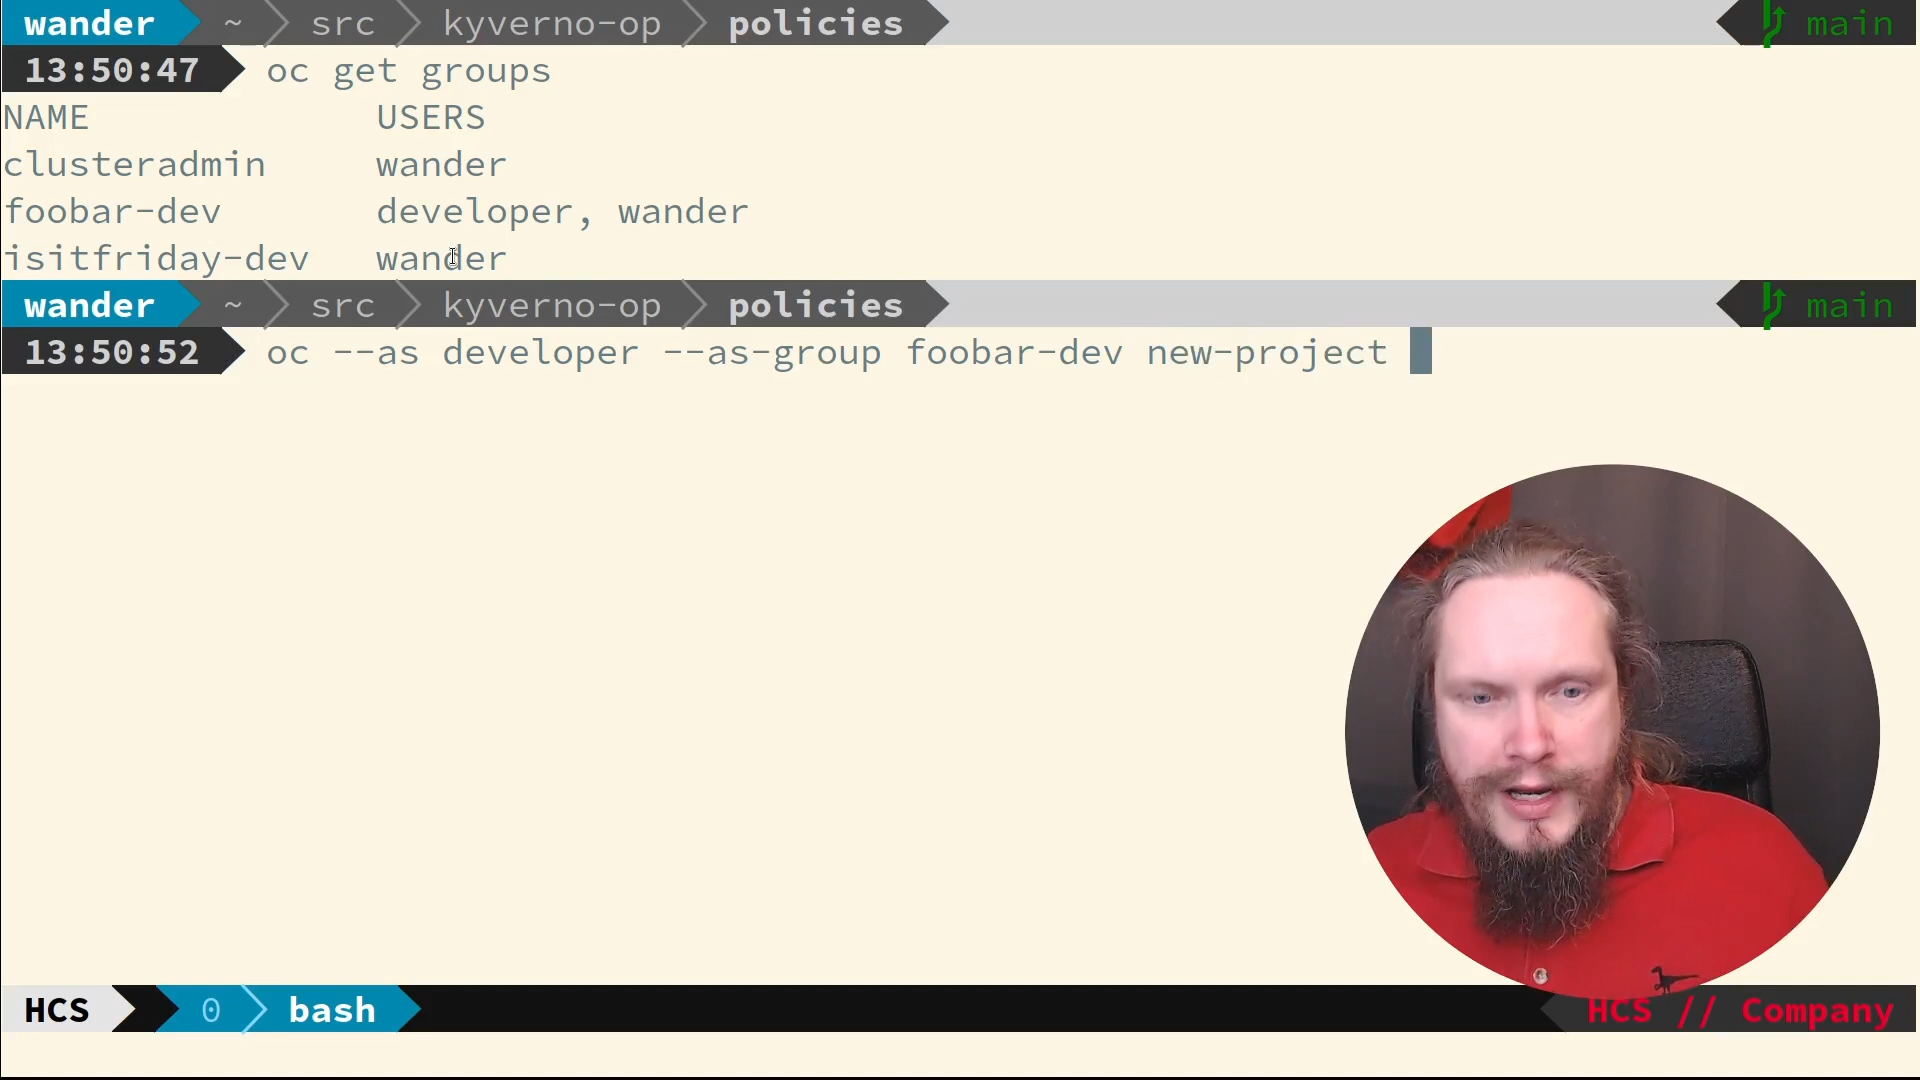 wander ~ src kyverno-op policies main
13:50:47 oc get groups
NAME USERS
clusteradmin wander
foobar-dev developer, wander
isitfriday-dev wander
wander ~ src kyverno-op policies main
13:50:52 oc --as developer --as-group foobar-dev new-project
HCS 0 bash HCS // Company